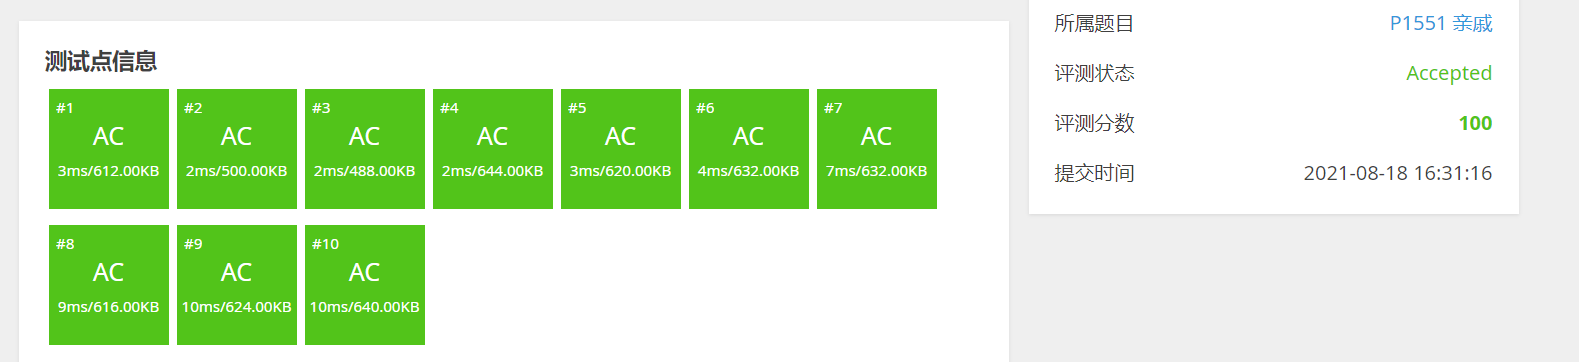 测试点信息
#1
AC
3ms/612.00KB
#2
AC
2ms/500.00KB
#3
AC
2ms/488.00KB
#4
AC
2ms/644.00KB
#5
AC
3ms/620.00KB
#6
AC
4ms/632.00KB
#7
AC
7ms/632.00KB
#8
AC
9ms/616.00KB
#9
AC
10ms/624.00KB
#10
AC
10ms/640.00KB
所属题目 P1551 亲戚
评测状态 Accepted
评测分数 100
提交时间 2021-08-18 16:31:16